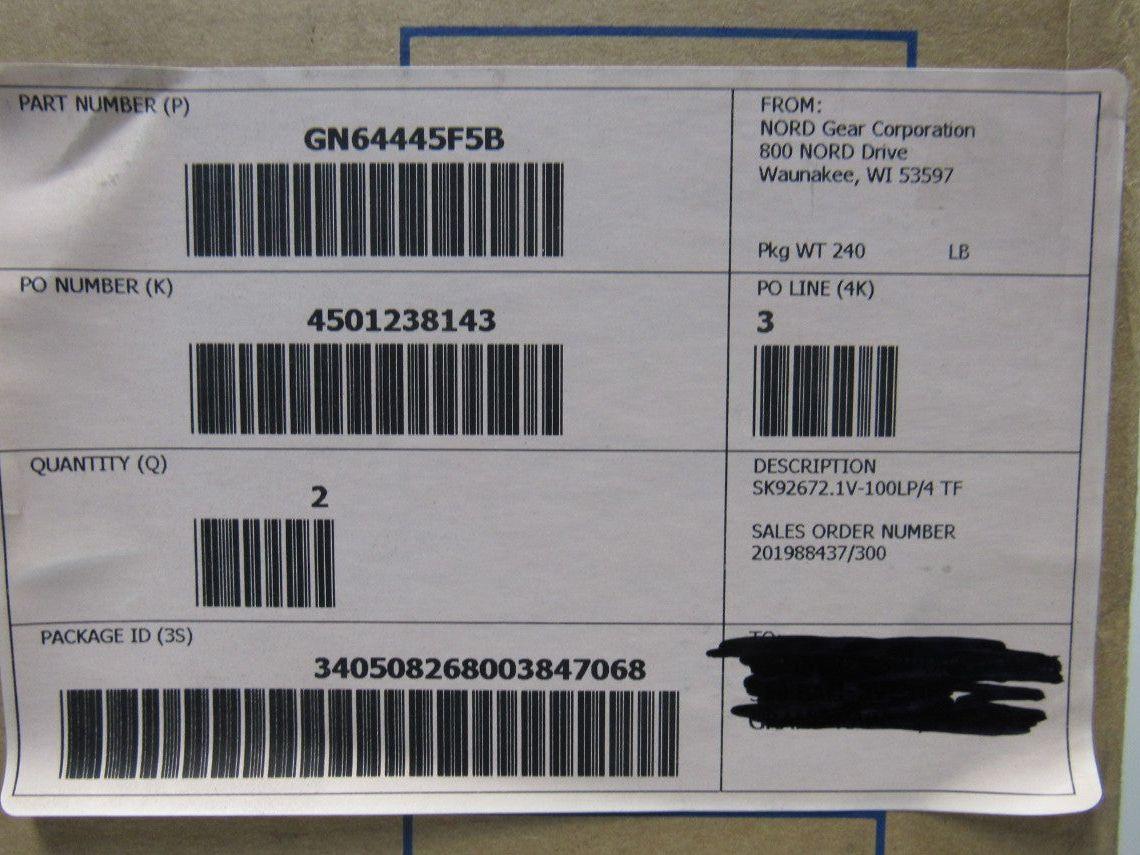 PART NUMBER (P)
GN64445F5B
FROM:
NORD Gear Corporation
800 NORD Drive
Waunakee, WI 53597
Pkg WT 240 LB
PO NUMBER (K)
4501238143
PO LINE (4K)
3
QUANTITY (Q)
2
DESCRIPTION
SK92672.1V-100LP/4 TF
SALES ORDER NUMBER
201988437/300
PACKAGE ID (3S)
340508268003847068
TO: